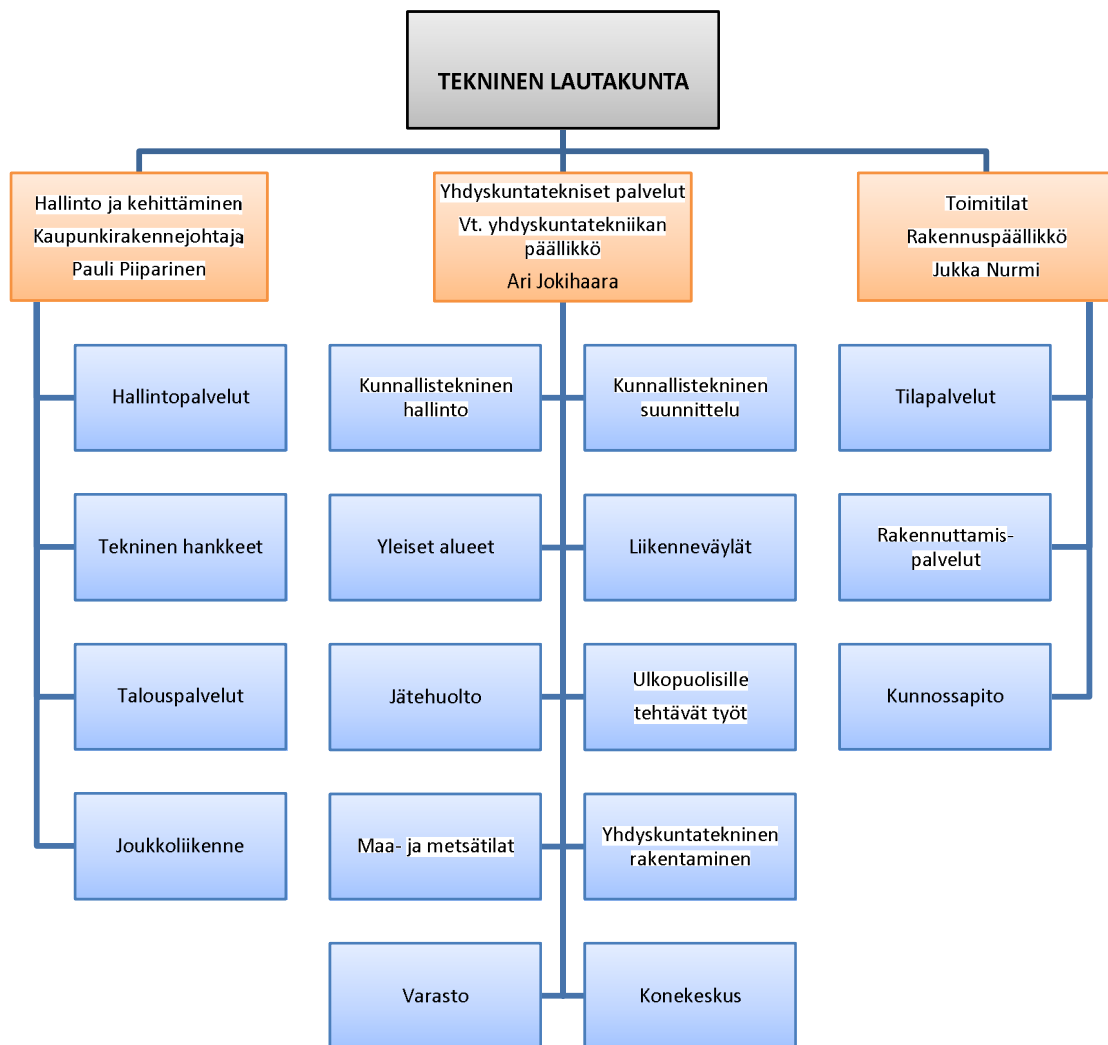 TEKNINEN LAUTAKUNTA
Hallinto ja kehittäminen
Kaupunkirakennejohtaja
Pauli Piiparinen
Yhdyskuntatekniset palvelut
Vt. yhdyskuntatekniikan
päällikkö
Ari Jokihaara
Toimitilat
Rakennuspäällikkö
Jukka Nurmi
Hallintopalvelut
Kunnallistekninen
hallinto
Kunnallistekninen
suunnittelu
Tilapalvelut
Tekninen hankkeet
Yleiset alueet
Liikenneväylät
Rakennuttamis-
palvelut
Talouspalvelut
Jätehuolto
Ulkopuolisille
tehtävät työt
Kunnossapito
Joukkoliikenne
Maa- ja metsätilat
Yhdyskuntatekninen
rakentaminen
Varasto
Konekeskus